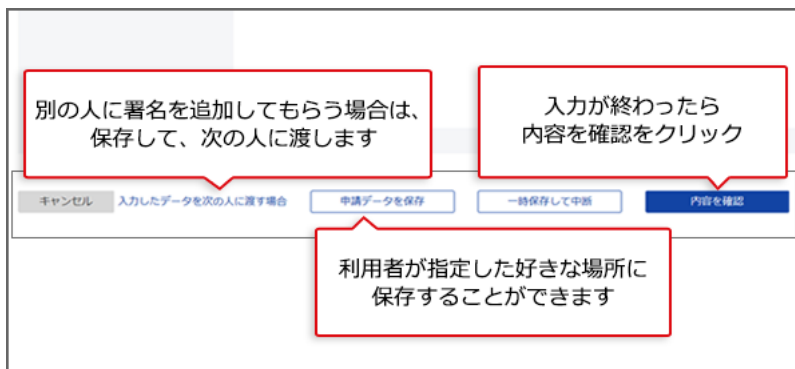 別の人に署名を追加してもらう場合は、
保存して、次の人に渡します
入力が終わったら
内容を確認をクリック
キャンセル
入力したデータを次の人に渡す場合
申請データを保存
一時保存して中断
内容を確認
利用者が指定した好きな場所に
保存することができます